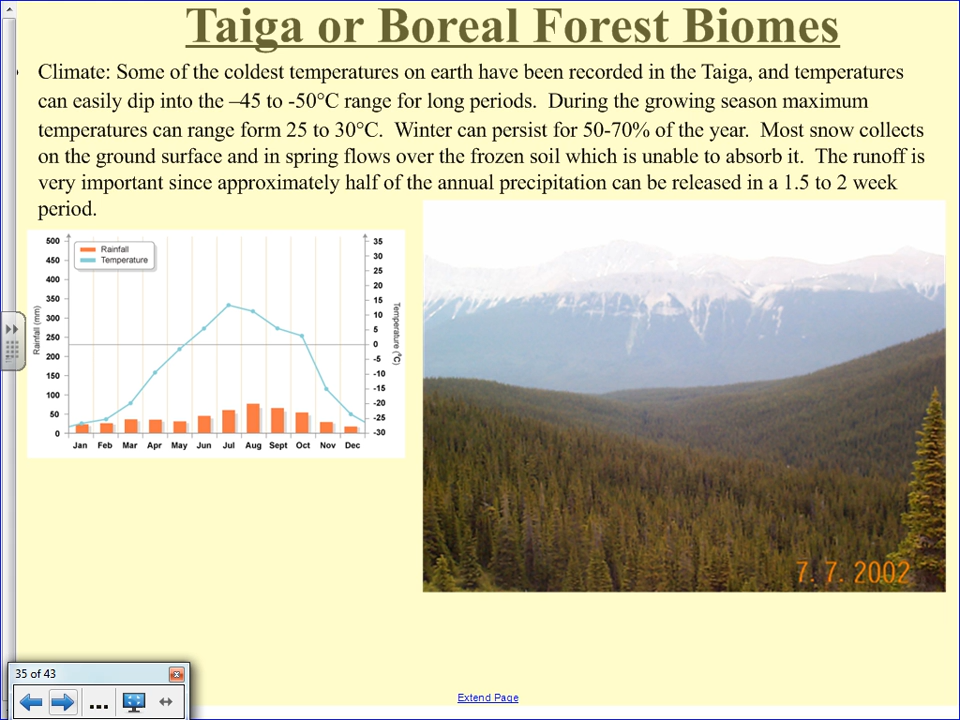 Taiga or Boreal Forest Biomes
Climate: Some of the coldest temperatures on earth have been recorded in the Taiga, and temperatures
can easily dip into the –45 to -50°C range for long periods.  During the growing season maximum
temperatures can range form 25 to 30°C.  Winter can persist for 50-70% of the year.  Most snow collects
on the ground surface and in spring flows over the frozen soil which is unable to absorb it.  The runoff is
very important since approximately half of the annual precipitation can be released in a 1.5 to 2 week
period.
Rainfall
Temperature
Rainfall (mm)
500
450
400
350
300
250
200
150
100
50
0
35
30
25
20
15
10
5
0
-5
-10
-15
-20
-25
-30
Temperature (°C)
Jan Feb Mar Apr May Jun Jul Aug Sept Oct Nov Dec
7. 7. 2002
35 of 43
...
Extend Page